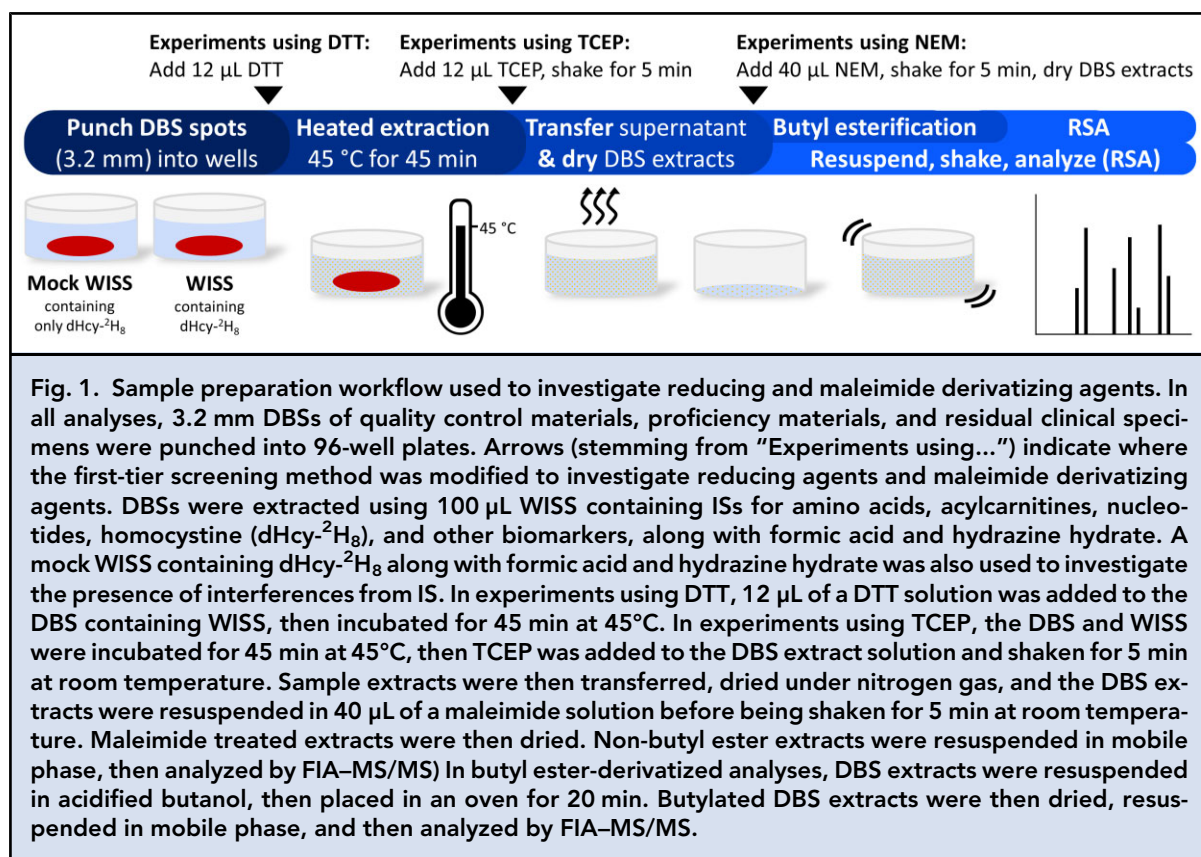 Experiments using DTT:
Add 12 µL DTT
Experiments using TCEP:
Add 12 µL TCEP, shake for 5 min
Experiments using NEM:
Add 40 µL NEM, shake for 5 min, dry DBS extracts
Punch DBS spots
(3.2 mm) into wells
Heated extraction
45 °C for 45 min
Transfer supernatant
& dry DBS extracts
Butyl esterification
RSA
Resuspend, shake, analyze (RSA)
45 °C
Mock WISS
containing
only dHcy-²H₈
WISS
containing
dHcy-²H₈
Fig. 1. Sample preparation workflow used to investigate reducing and maleimide derivatizing agents. In
all analyses, 3.2 mm DBSs of quality control materials, proficiency materials, and residual clinical speci-
mens were punched into 96-well plates. Arrows (stemming from “Experiments using...”) indicate where
the first-tier screening method was modified to investigate reducing agents and maleimide derivatizing
agents. DBSs were extracted using 100 µL WISS containing ISs for amino acids, acylcarnitines, nucleo-
tides, homocystine (dHcy-²H₈), and other biomarkers, along with formic acid and hydrazine hydrate. A
mock WISS containing dHcy-²H₈ along with formic acid and hydrazine hydrate was also used to investigate
the presence of interferences from IS. In experiments using DTT, 12 µL of a DTT solution was added to the
DBS containing WISS, then incubated for 45 min at 45°C. In experiments using TCEP, the DBS and WISS
were incubated for 45 min at 45°C, then TCEP was added to the DBS extract solution and shaken for 5 min
at room temperature. Sample extracts were then transferred, dried under nitrogen gas, and the DBS ex-
tracts were resuspended in 40 µL of a maleimide solution before being shaken for 5 min at room tempera-
ture. Maleimide treated extracts were then dried. Non-butyl ester extracts were resuspended in mobile
phase, then analyzed by FIA–MS/MS) In butyl ester-derivatized analyses, DBS extracts were resuspended
in acidified butanol, then placed in an oven for 20 min. Butylated DBS extracts were then dried, resus-
pended in mobile phase, and then analyzed by FIA–MS/MS.